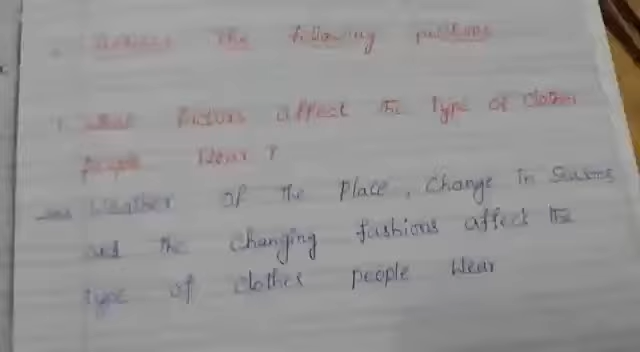 Answer the following questions
1. What factors affect the type of clothes
people Wear ?
Weather of the Place, Change in Seasons
and the changing fashions affect the
type of clothes people Wear